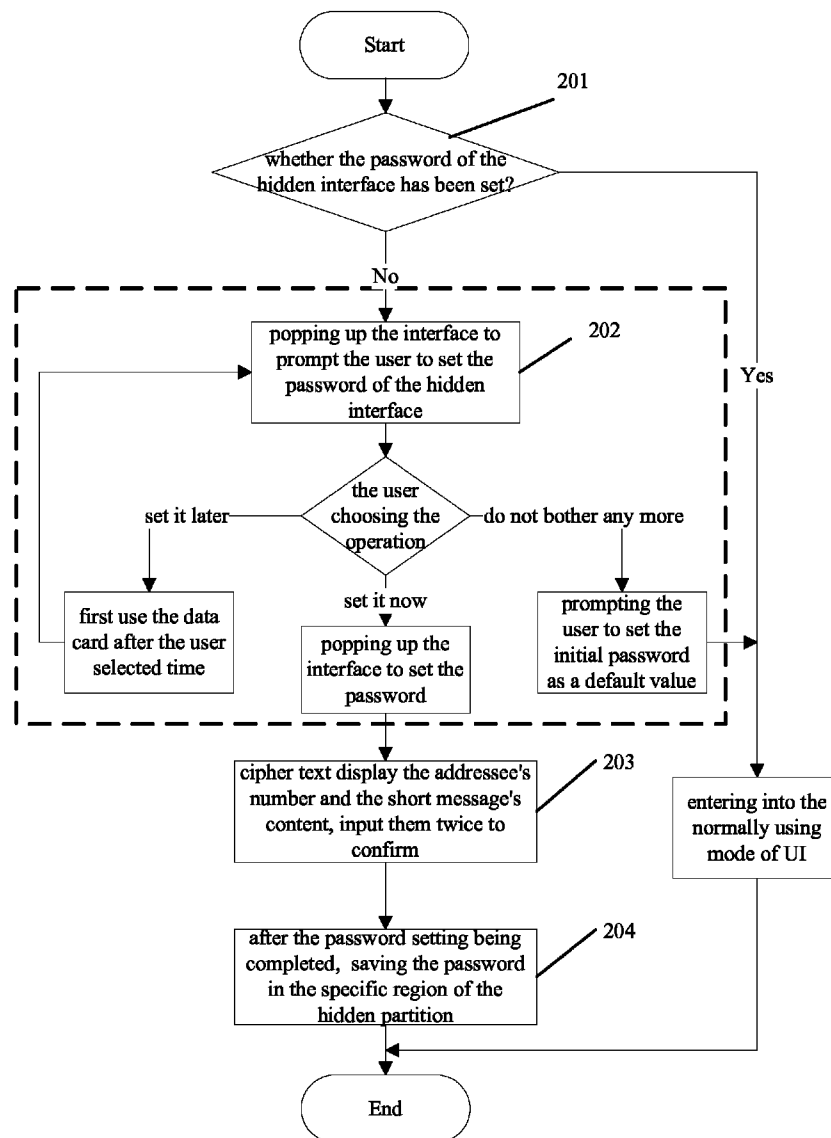 Start
201
whether the password of the
hidden interface has been set?
No
popping up the interface to
prompt the user to set the
password of the hidden
interface
202
Yes
the user
choosing the
operation
set it later
do not bother any more
set it now
first use the data
card after the user
selected time
popping up the
interface to set the
password
prompting the
user to set the
initial password
as a default value
cipher text display the addressee's
number and the short message's
content, input them twice to
confirm
203
entering into the
normally using
mode of UI
after the password setting being
completed, saving the password
in the specific region of the
hidden partition
204
End